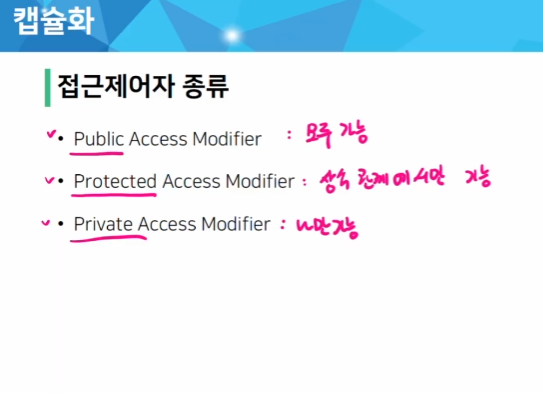 캡슐화
접근제어자 종류
• Public Access Modifier : 모두 가능
• Protected Access Modifier : 상속 관계에서만 가능
• Private Access Modifier : 나만 가능